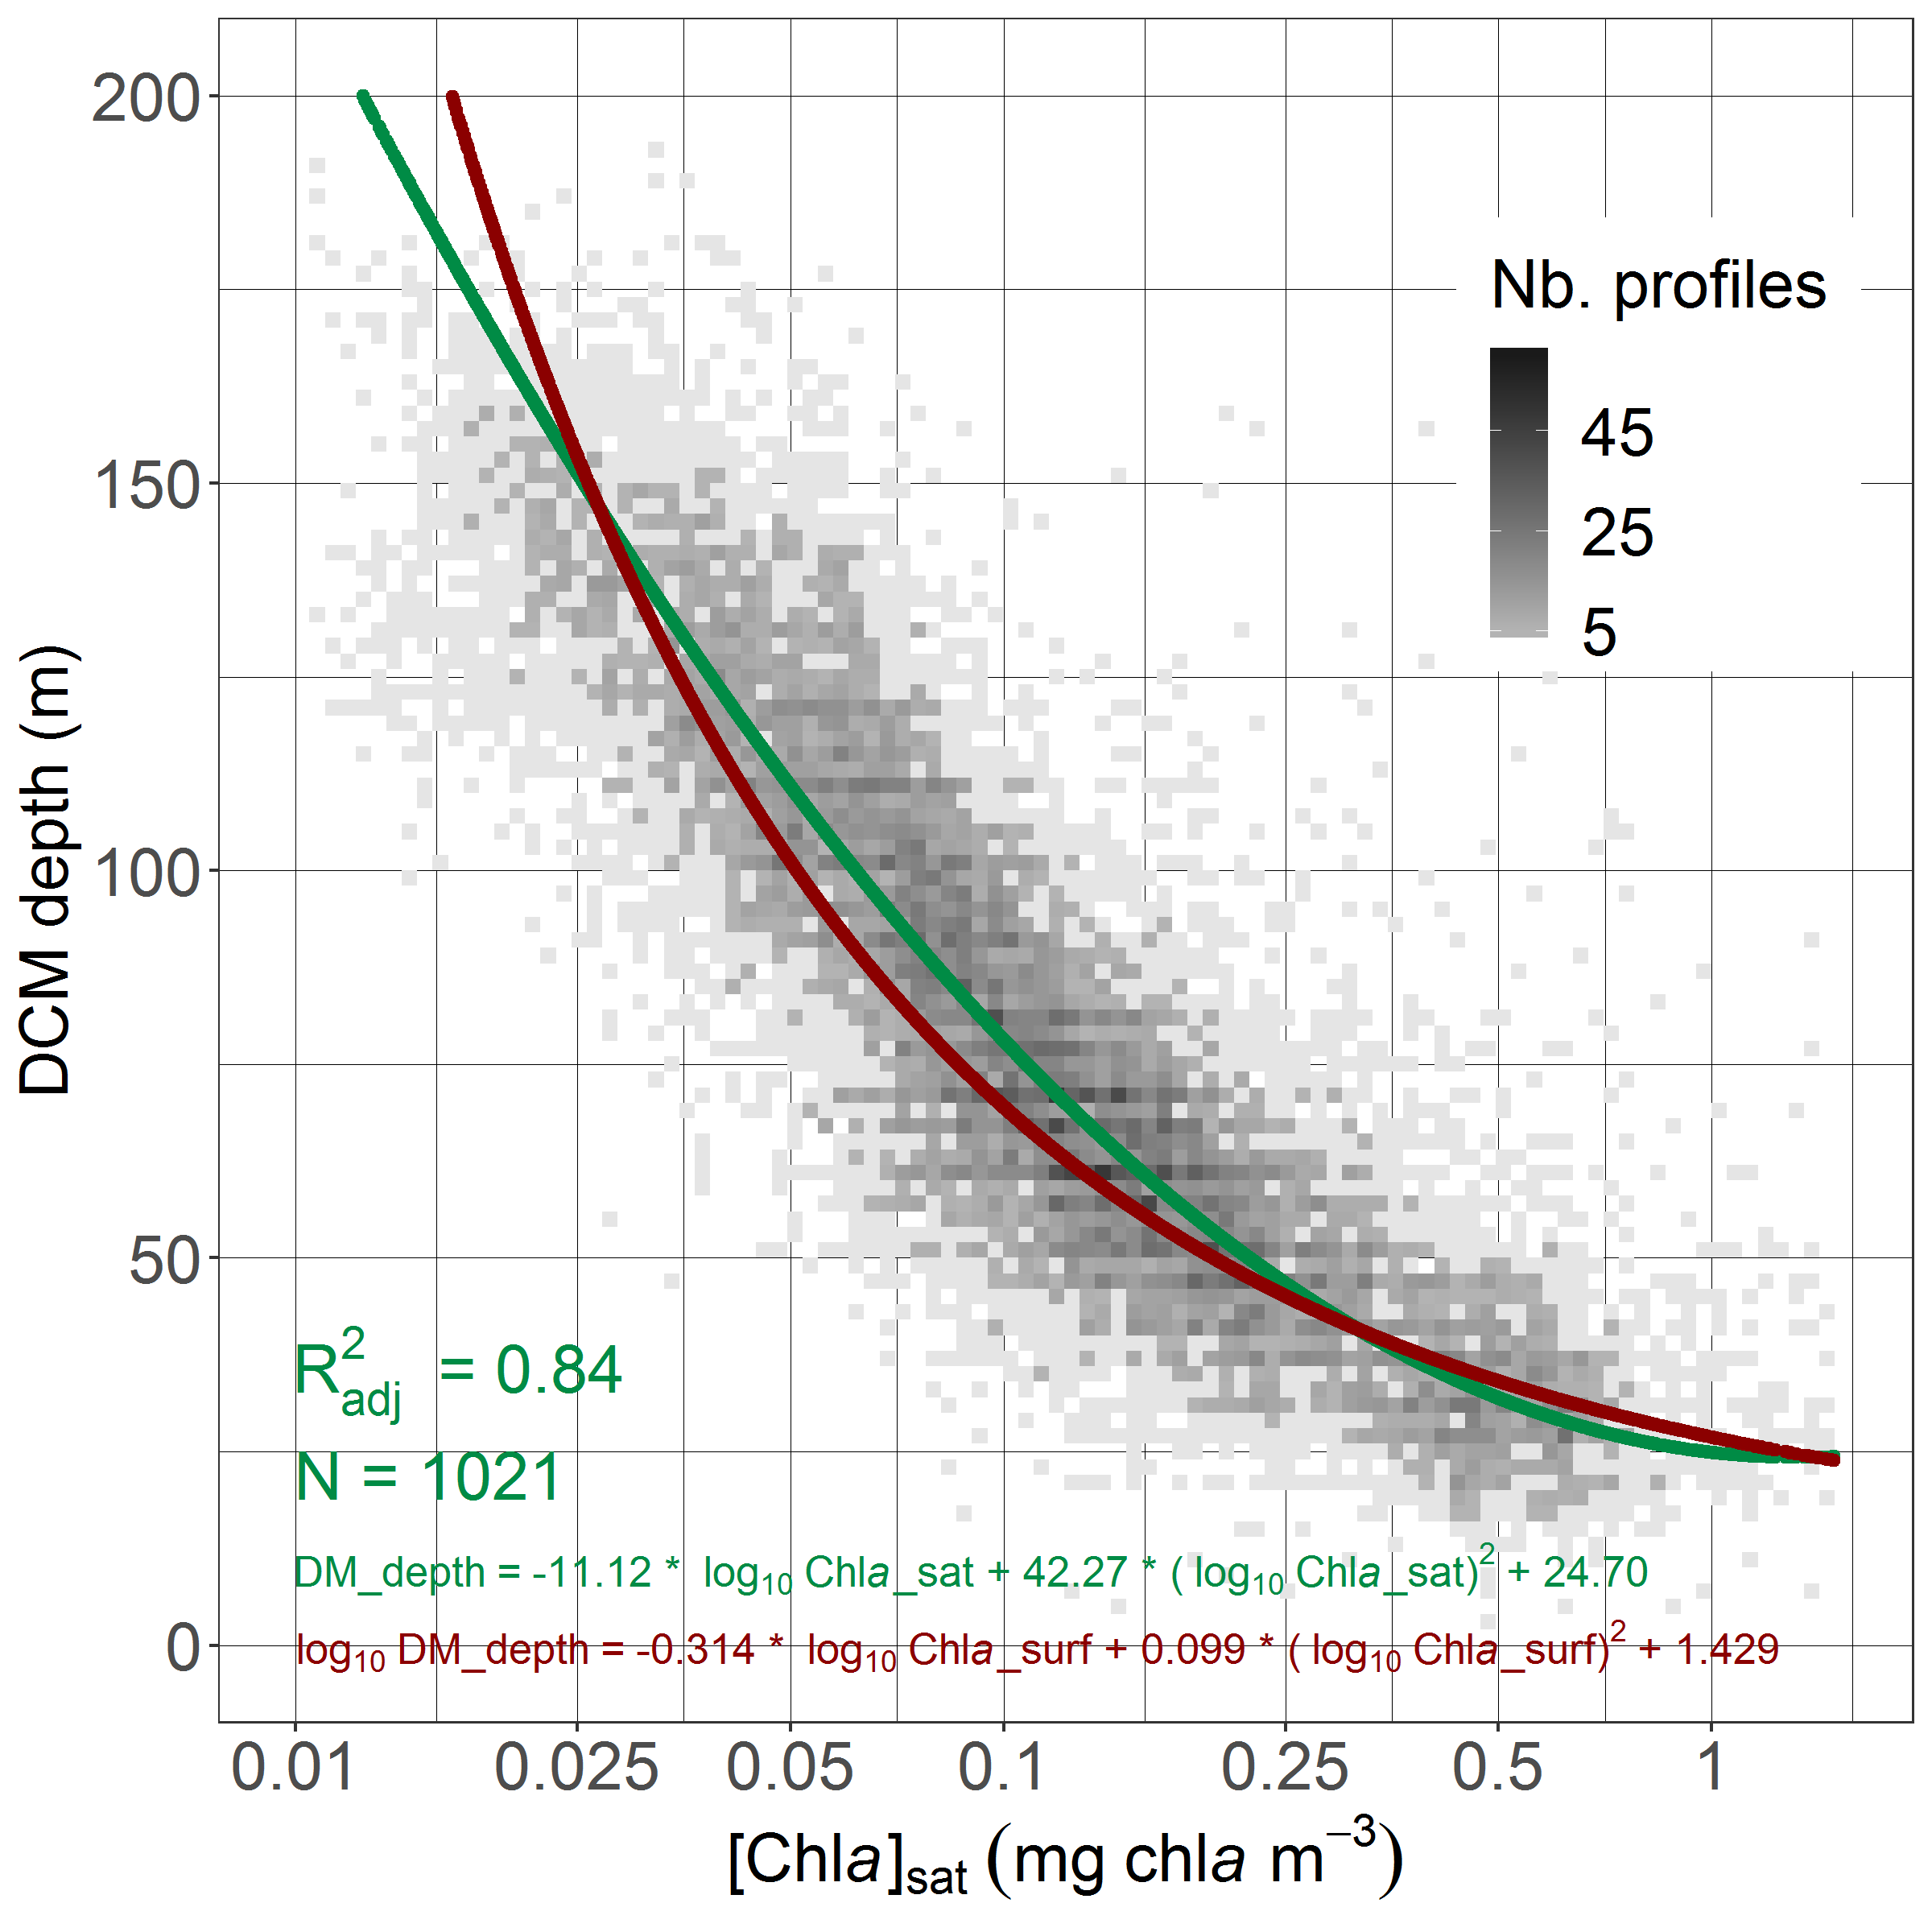 200
150
100
50
0
DCM depth (m)
Nb. profiles
45
25
5
R²adj = 0.84
N = 1021
DM_depth = -11.12 * log₁₀ Chla_sat + 42.27 * ( log₁₀ Chla_sat)² + 24.70
log₁₀ DM_depth = -0.314 * log₁₀ Chla_surf + 0.099 * ( log₁₀ Chla_surf)² + 1.429
0.01 0.025 0.05 0.1 0.25 0.5 1
[Chla]sat (mg chla m⁻³)